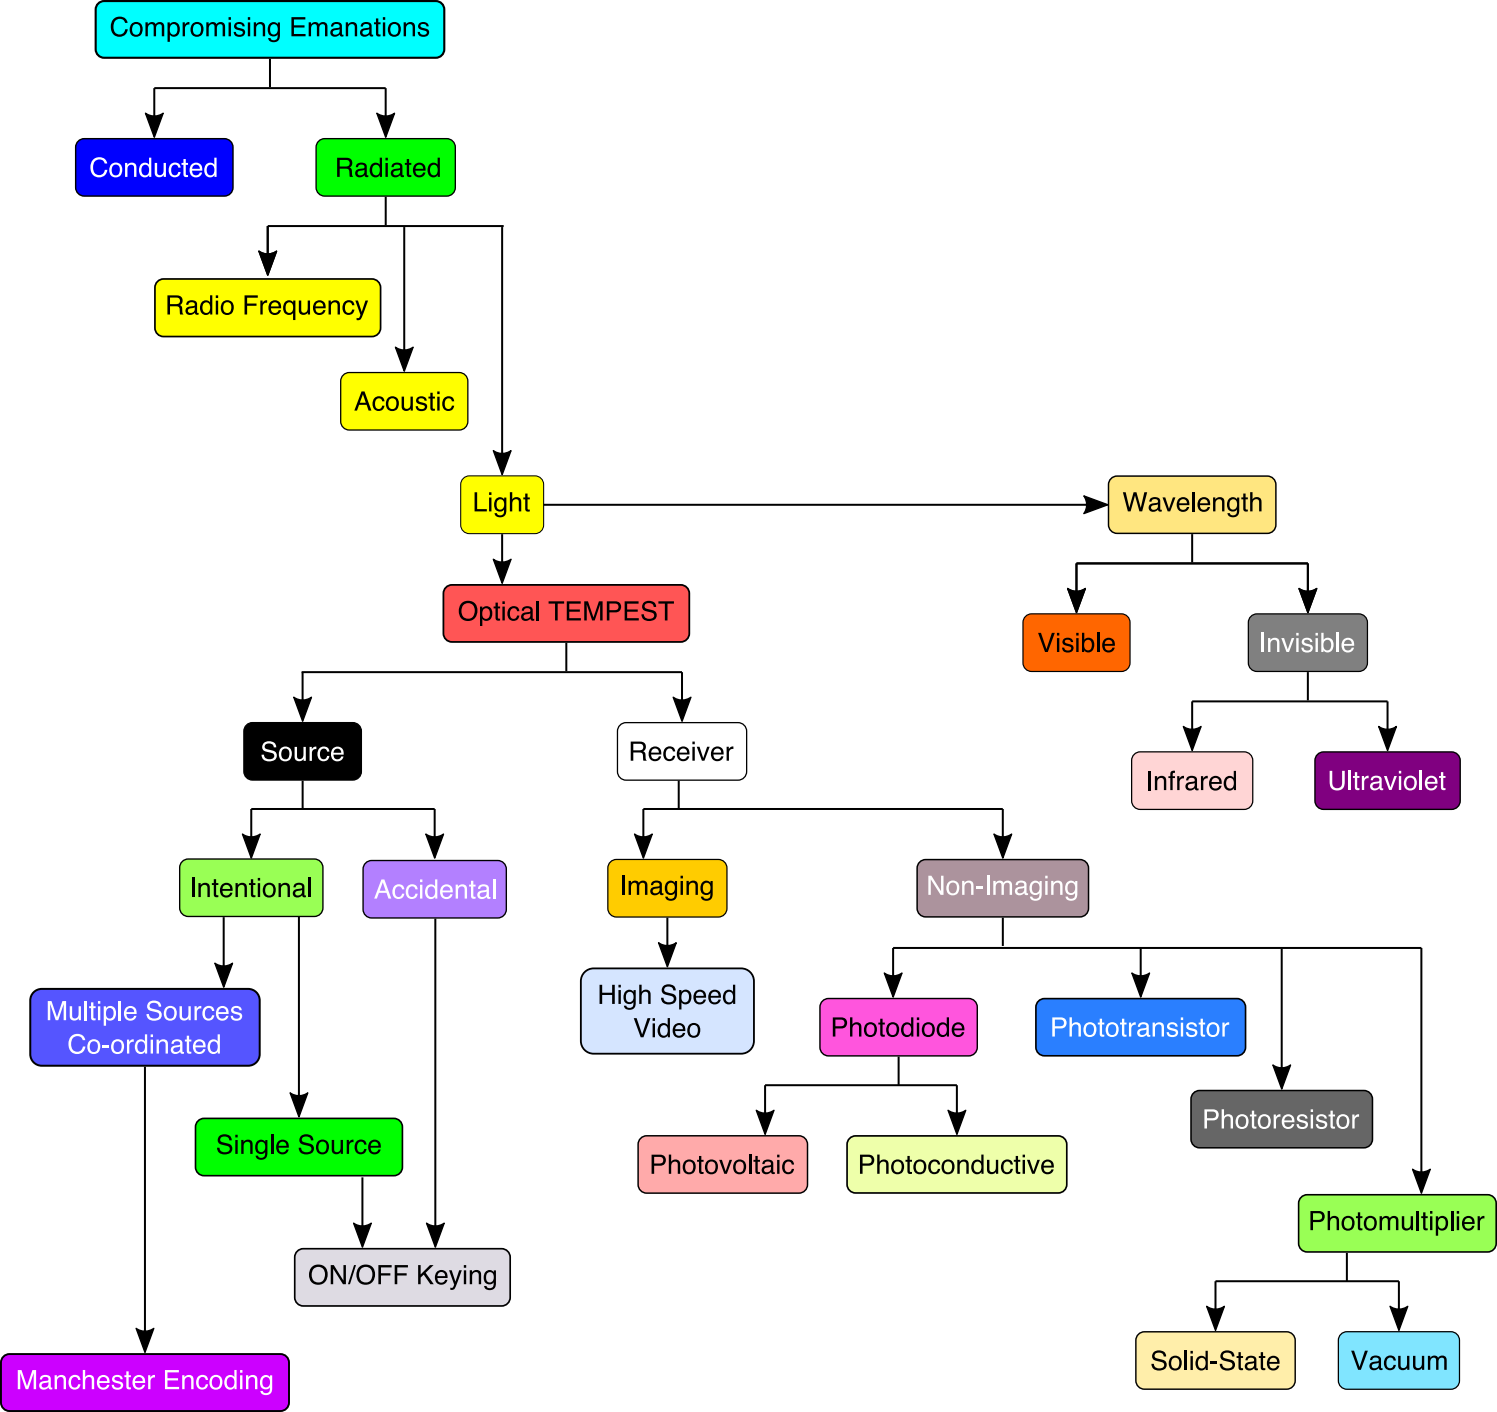 Compromising Emanations
Conducted
Radiated
Radio Frequency
Acoustic
Light
Wavelength
Optical TEMPEST
Visible
Invisible
Source
Receiver
Infrared
Ultraviolet
Intentional
Accidental
Imaging
Non-Imaging
Multiple Sources
Co-ordinated
High Speed
Video
Photodiode
Phototransistor
Photoresistor
Single Source
Photovoltaic
Photoconductive
Photomultiplier
ON/OFF Keying
Solid-State
Vacuum
Manchester Encoding